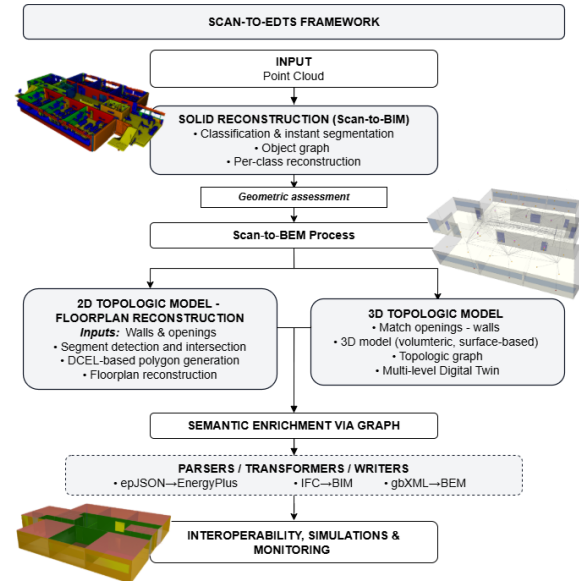 SCAN-TO-EDTS FRAMEWORK
INPUT
Point Cloud
SOLID RECONSTRUCTION (Scan-to-BIM)
• Classification & instant segmentation
• Object graph
• Per-class reconstruction
Geometric assessment
Scan-to-BEM Process
2D TOPOLOGIC MODEL -
FLOORPLAN RECONSTRUCTION
Inputs: Walls & openings
• Segment detection and intersection
• DCEL-based polygon generation
• Floorplan reconstruction
3D TOPOLOGIC MODEL
• Match openings - walls
• 3D model (volumteric, surface-based)
• Topologic graph
• Multi-level Digital Twin
SEMANTIC ENRICHMENT VIA GRAPH
PARSERS / TRANSFORMERS / WRITERS
• epJSON→EnergyPlus • IFC→BIM • gbXML→BEM
INTEROPERABILITY, SIMULATIONS &
MONITORING